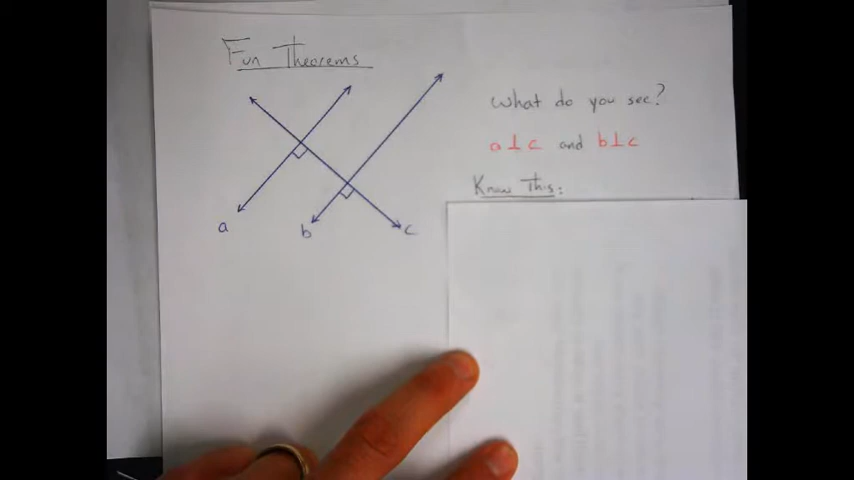 Fun Theorems
What do you see?
a ⊥ c and b ⊥ c
Know This:
a b c